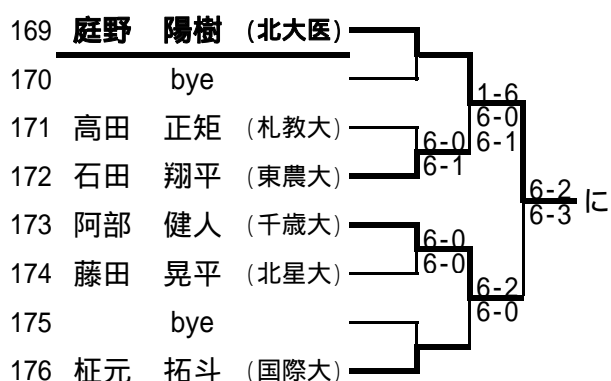 169 庭野 陽樹 (北大医)
170 bye
171 高田 正矩 (札教大)
172 石田 翔平 (東農大)
173 阿部 健人 (千歳大)
174 藤田 晃平 (北星大)
175 bye
176 柾元 拓斗 (国際大)
6-0
6-1
6-0
6-0
1-6
6-0
6-1
6-2
6-0
6-2
6-3
に